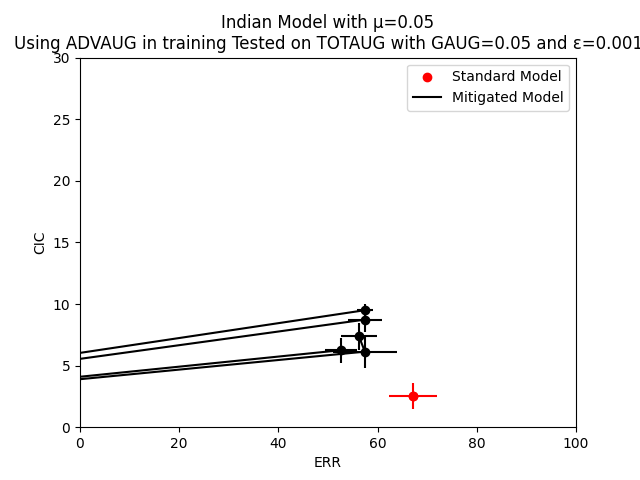 Indian Model with μ=0.05
Using ADVAUG in training Tested on TOTAUG with GAUG=0.05 and ε=0.001
Standard Model
Mitigated Model
30
25
20
15
10
5
0
CIC
0 20 40 60 80 100
ERR